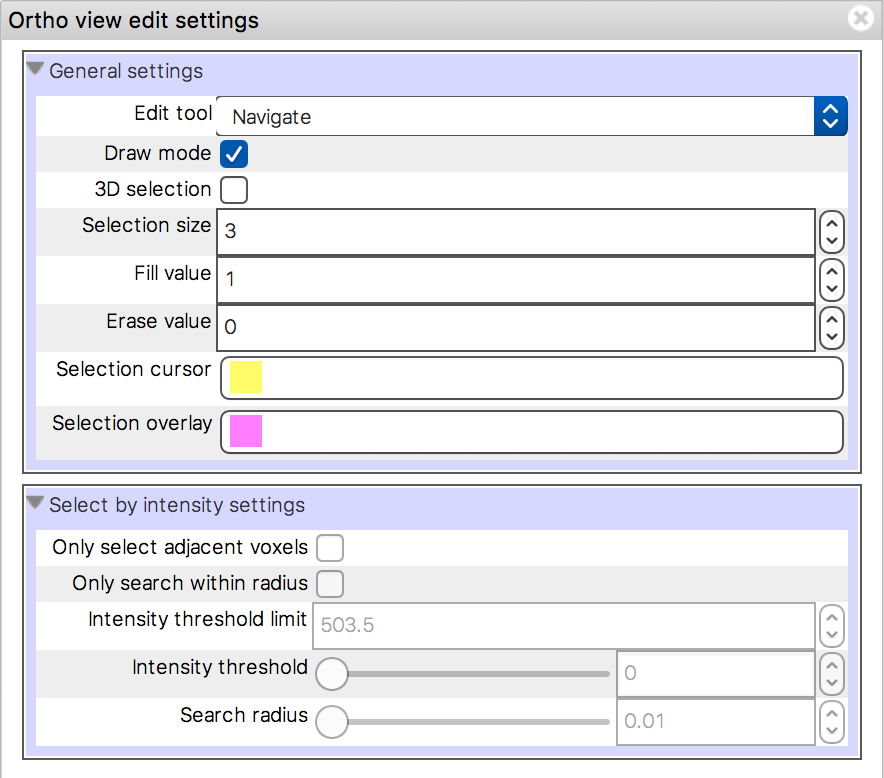 Ortho view edit settings
General settings
Edit tool Navigate
Draw mode
3D selection
Selection size 3
Fill value 1
Erase value 0
Selection cursor
Selection overlay
Select by intensity settings
Only select adjacent voxels
Only search within radius
Intensity threshold limit 503.5
Intensity threshold 0
Search radius 0.01